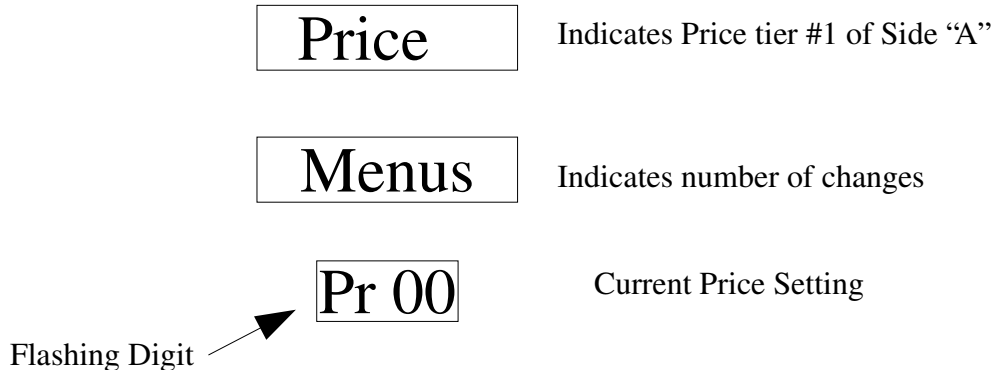 Price Indicates Price tier #1 of Side “A”
Menus Indicates number of changes
Pr 00 Current Price Setting
Flashing Digit